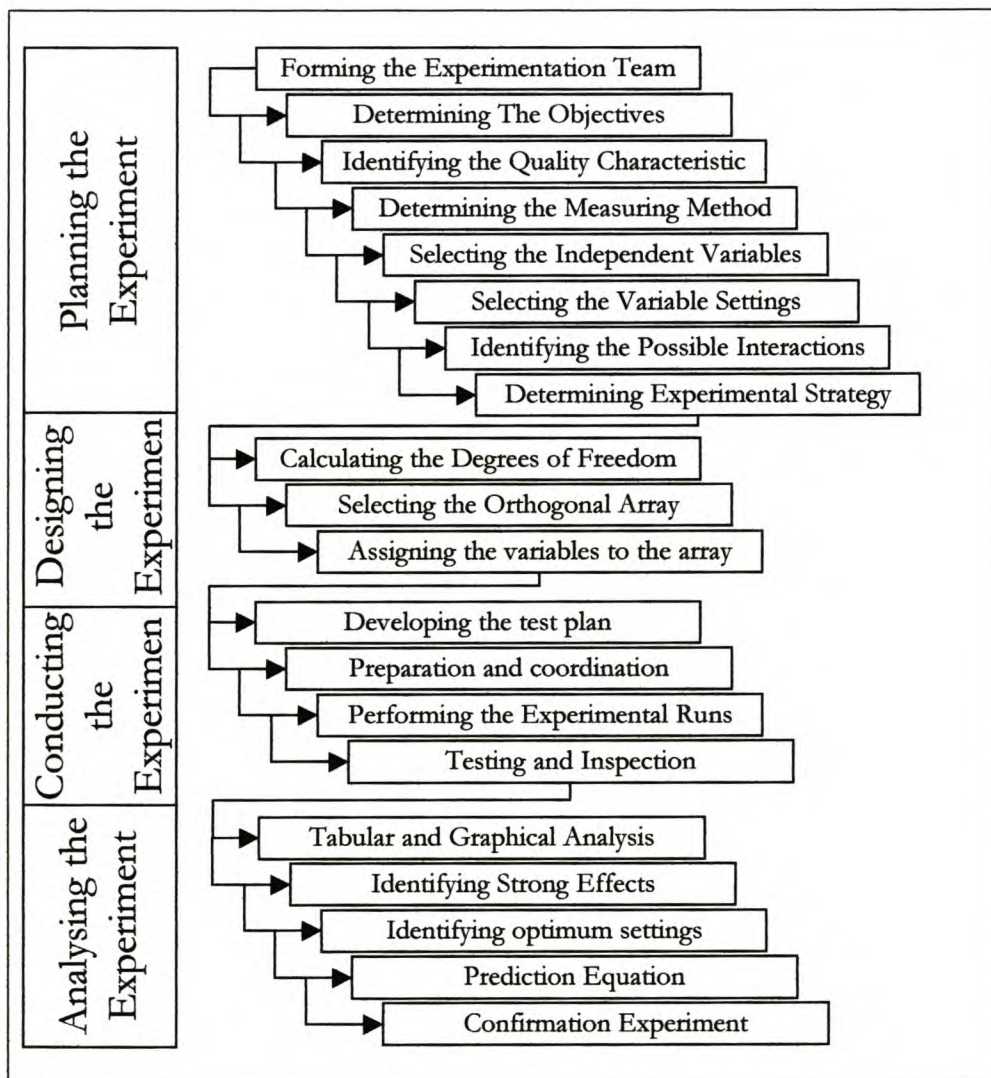 Planning the
Experiment
Forming the Experimentation Team
Determining The Objectives
Identifying the Quality Characteristic
Determining the Measuring Method
Selecting the Independent Variables
Selecting the Variable Settings
Identifying the Possible Interactions
Determining Experimental Strategy
Designing
the
Experimen
Calculating the Degrees of Freedom
Selecting the Orthogonal Array
Assigning the variables to the array
Conducting
the
Experimen
Developing the test plan
Preparation and coordination
Performing the Experimental Runs
Testing and Inspection
Analysing the
Experiment
Tabular and Graphical Analysis
Identifying Strong Effects
Identifying optimum settings
Prediction Equation
Confirmation Experiment